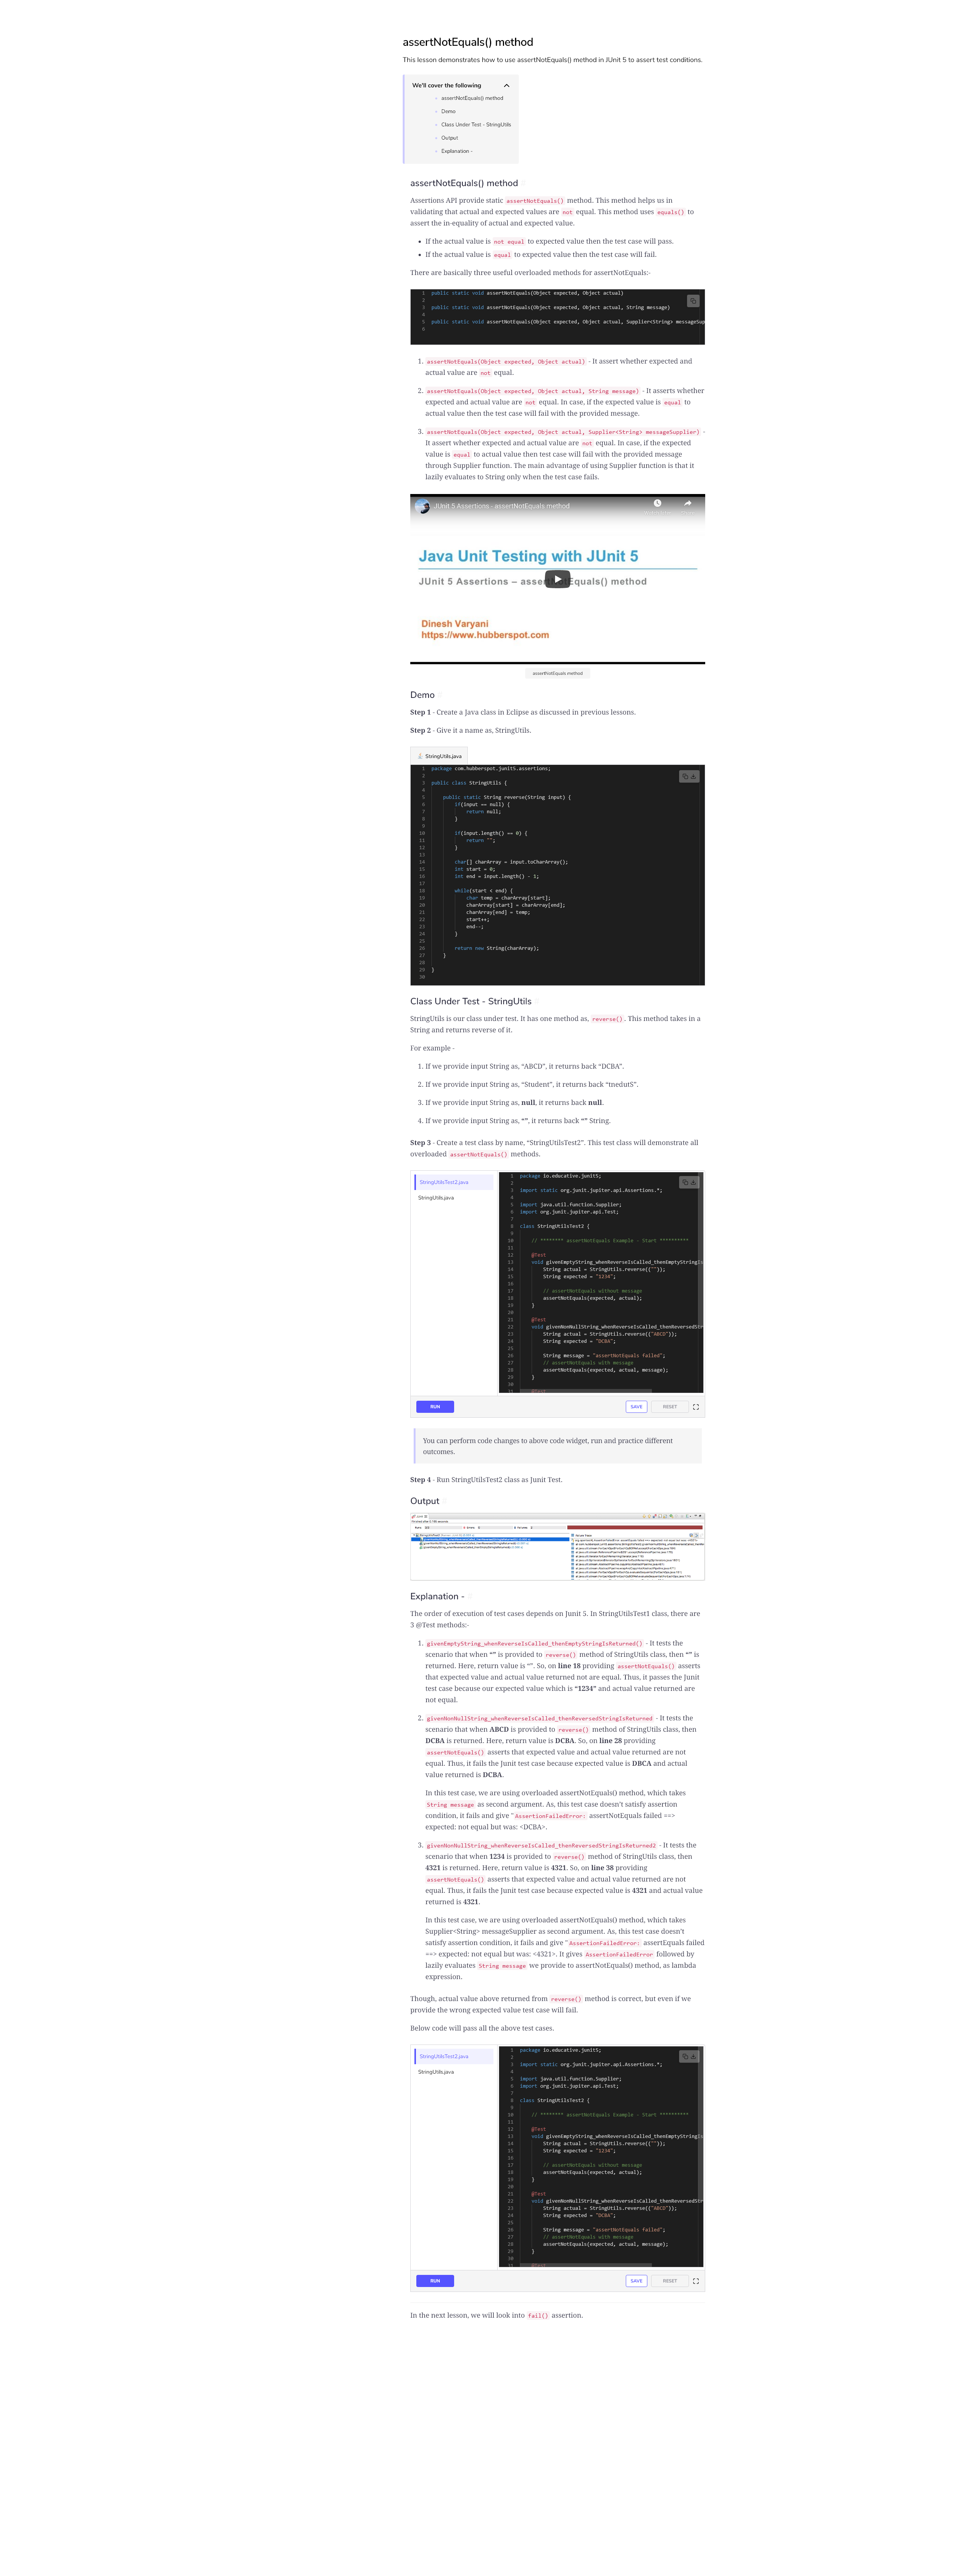 assertNotEquals() method
This lesson demonstrates how to use assertNotEquals() method in JUnit 5 to assert test conditions.
We'll cover the following
assertNotEquals() method
Demo
Class Under Test - StringUtils
Output
Explanation -
assertNotEquals() method
Assertions API provide static assertNotEquals() method. This method helps us in
validating that actual and expected values are not equal. This method uses equals() to
assert the in-equality of actual and expected value.
• If the actual value is not equal to expected value then the test case will pass.
• If the actual value is equal to expected value then the test case will fail.
There are basically three useful overloaded methods for assertNotEquals:-
1 public static void assertNotEquals(Object expected, Object actual)
2
3 public static void assertNotEquals(Object expected, Object actual, String message)
4
5 public static void assertNotEquals(Object expected, Object actual, Supplier<String> messageSup
6
1. assertNotEquals(Object expected, Object actual) - It assert whether expected and
actual value are not equal.
2. assertNotEquals(Object expected, Object actual, String message) - It asserts whether
expected and actual value are not equal. In case, if the expected value is equal to
actual value then the test case will fail with the provided message.
3. assertNotEquals(Object expected, Object actual, Supplier<String> messageSupplier) -
It assert whether expected and actual value are not equal. In case, if the expected
value is equal to actual value then test case will fail with the provided message
through Supplier function. The main advantage of using Supplier function is that it
lazily evaluates to String only when the test case fails.
JUnit 5 Assertions - assertNotEquals method
Java Unit Testing with JUnit 5
JUnit 5 Assertions – assertNotEquals() method
Dinesh Varyani
https://www.hubberspot.com
assertNotEquals method
Demo
Step 1 - Create a Java class in Eclipse as discussed in previous lessons.
Step 2 - Give it a name as, StringUtils.
StringUtils.java
1 package com.hubberspot.junit5.assertions;
2
3 public class StringUtils {
4
5 public static String reverse(String input) {
6 if(input == null) {
7 return null;
8 }
9
10 if(input.length() == 0) {
11 return "";
12 }
13
14 char[] charArray = input.toCharArray();
15 int start = 0;
16 int end = input.length() - 1;
17
18 while(start < end) {
19 char temp = charArray[start];
20 charArray[start] = charArray[end];
21 charArray[end] = temp;
22 start++;
23 end--;
24 }
25
26 return new String(charArray);
27 }
28
29 }
30
Class Under Test - StringUtils
StringUtils is our class under test. It has one method as, reverse(). This method takes in a
String and returns reverse of it.
For example -
1. If we provide input String as, “ABCD”, it returns back “DCBA”.
2. If we provide input String as, “Student”, it returns back “tnedutS”.
3. If we provide input String as, null, it returns back null.
4. If we provide input String as, “”, it returns back “” String.
Step 3 - Create a test class by name, “StringUtilsTest2”. This test class will demonstrate all
overloaded assertNotEquals() methods.
StringUtilsTest2.java
StringUtils.java
1 package io.educative.junit5;
2
3 import static org.junit.jupiter.api.Assertions.*;
4
5 import java.util.function.Supplier;
6 import org.junit.jupiter.api.Test;
7
8 class StringUtilsTest2 {
9
10 // ******** assertNotEquals Example - Start **********
11
12 @Test
13 void givenEmptyString_whenReverseIsCalled_thenEmptyStringIs
14 String actual = StringUtils.reverse((""));
15 String expected = "1234";
16
17 // assertNotEquals without message
18 assertNotEquals(expected, actual);
19 }
20
21 @Test
22 void givenNonNullString_whenReverseIsCalled_thenReversedStr
23 String actual = StringUtils.reverse(("ABCD"));
24 String expected = "DCBA";
25
26 String message = "assertNotEquals failed";
27 // assertNotEquals with message
28 assertNotEquals(expected, actual, message);
29 }
30
31 @Test
RUN
SAVE
RESET
You can perform code changes to above code widget, run and practice different
outcomes.
Step 4 - Run StringUtilsTest2 class as Junit Test.
Output
Explanation -
The order of execution of test cases depends on Junit 5. In StringUtilsTest1 class, there are
3 @Test methods:-
1. givenEmptyString_whenReverseIsCalled_thenEmptyStringIsReturned() - It tests the
scenario that when “” is provided to reverse() method of StringUtils class, then “” is
returned. Here, return value is “”. So, on line 18 providing assertNotEquals() asserts
that expected value and actual value returned not are equal. Thus, it passes the Junit
test case because our expected value which is “1234” and actual value returned are
not equal.
2. givenNonNullString_whenReverseIsCalled_thenReversedStringIsReturned - It tests the
scenario that when ABCD is provided to reverse() method of StringUtils class, then
DCBA is returned. Here, return value is DCBA. So, on line 28 providing
assertNotEquals() asserts that expected value and actual value returned are not
equal. Thus, it fails the Junit test case because expected value is DBCA and actual
value returned is DCBA.
In this test case, we are using overloaded assertNotEquals() method, which takes
String message as second argument. As, this test case doesn’t satisfy assertion
condition, it fails and give "AssertionFailedError: assertNotEquals failed ==>
expected: not equal but was: <DCBA>.
3. givenNonNullString_whenReverseIsCalled_thenReversedStringIsReturned2 - It tests the
scenario that when 1234 is provided to reverse() method of StringUtils class, then
4321 is returned. Here, return value is 4321. So, on line 38 providing
assertNotEquals() asserts that expected value and actual value returned are not
equal. Thus, it fails the Junit test case because expected value is 4321 and actual value
returned is 4321.
In this test case, we are using overloaded assertNotEquals() method, which takes
Supplier<String> messageSupplier as second argument. As, this test case doesn’t
satisfy assertion condition, it fails and give "AssertionFailedError: assertEquals failed
==> expected: not equal but was: <4321>. It gives AssertionFailedError followed by
lazily evaluates String message we provide to assertNotEquals() method, as lambda
expression.
Though, actual value above returned from reverse() method is correct, but even if we
provide the wrong expected value test case will fail.
Below code will pass all the above test cases.
StringUtilsTest2.java
StringUtils.java
1 package io.educative.junit5;
2
3 import static org.junit.jupiter.api.Assertions.*;
4
5 import java.util.function.Supplier;
6 import org.junit.jupiter.api.Test;
7
8 class StringUtilsTest2 {
9
10 // ******** assertNotEquals Example - Start **********
11
12 @Test
13 void givenEmptyString_whenReverseIsCalled_thenEmptyStringIs
14 String actual = StringUtils.reverse((""));
15 String expected = "1234";
16
17 // assertNotEquals without message
18 assertNotEquals(expected, actual);
19 }
20
21 @Test
22 void givenNonNullString_whenReverseIsCalled_thenReversedStr
23 String actual = StringUtils.reverse(("ABCD"));
24 String expected = "DCBA";
25
26 String message = "assertNotEquals failed";
27 // assertNotEquals with message
28 assertNotEquals(expected, actual, message);
29 }
30
31 @Test
RUN
SAVE
RESET
In the next lesson, we will look into fail() assertion.